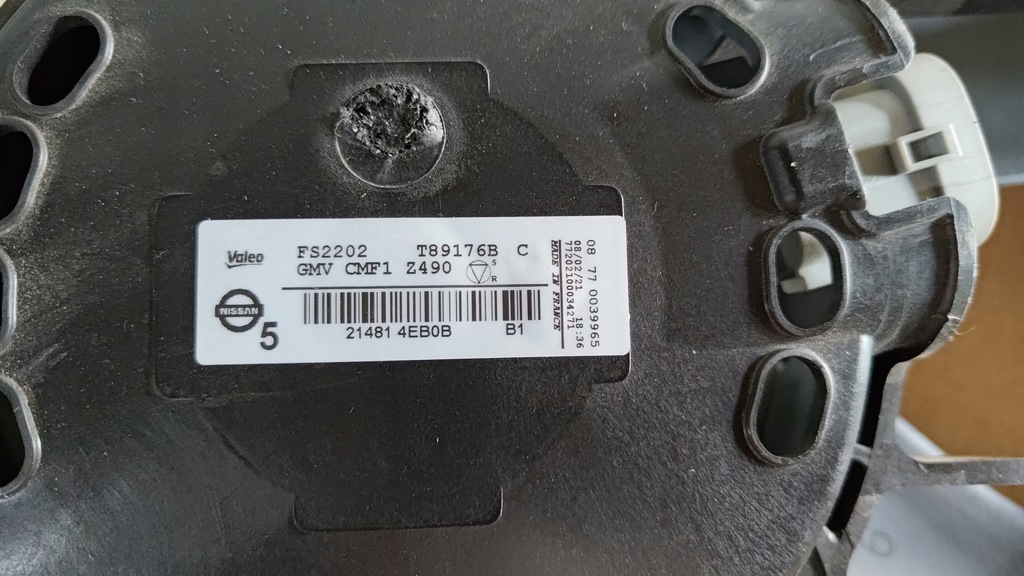 Valeo
FS2202 T89176B C
GMV CMF1 Z490 S R
NISSAN
5
21481 4EB0B B1
MADE IN FRANCE
08/02/21 18:36
77202100034271
08 77 0039965